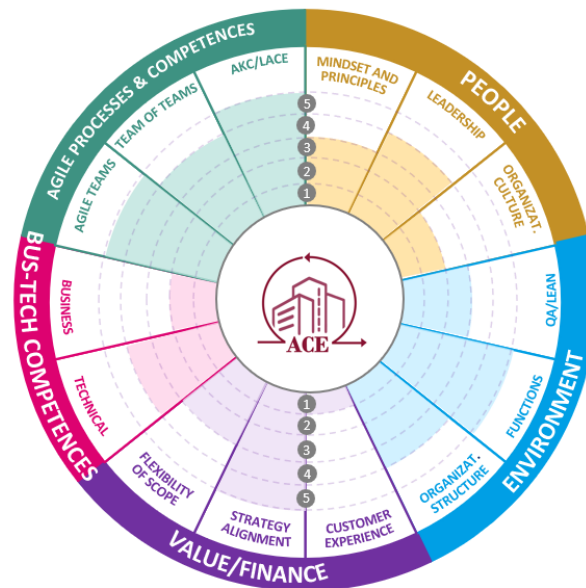 AGILE PROCESSES & COMPETENCES
PEOPLE
AKC/LACE
MINDSET AND
PRINCIPLES
TEAM OF TEAMS
LEADERSHIP
AGILE TEAMS
ORGANIZAT.
CULTURE
5
4
3
2
1
BUS-TECH COMPETENCES
BUSINESS
TECHNICAL
ACE
QA/LEAN
FUNCTIONS
ORGANIZAT.
STRUCTURE
ENVIRONMENT
1
2
3
4
5
FLEXIBILITY
OF SCOPE
STRATEGY
ALIGNMENT
CUSTOMER
EXPERIENCE
VALUE/FINANCE